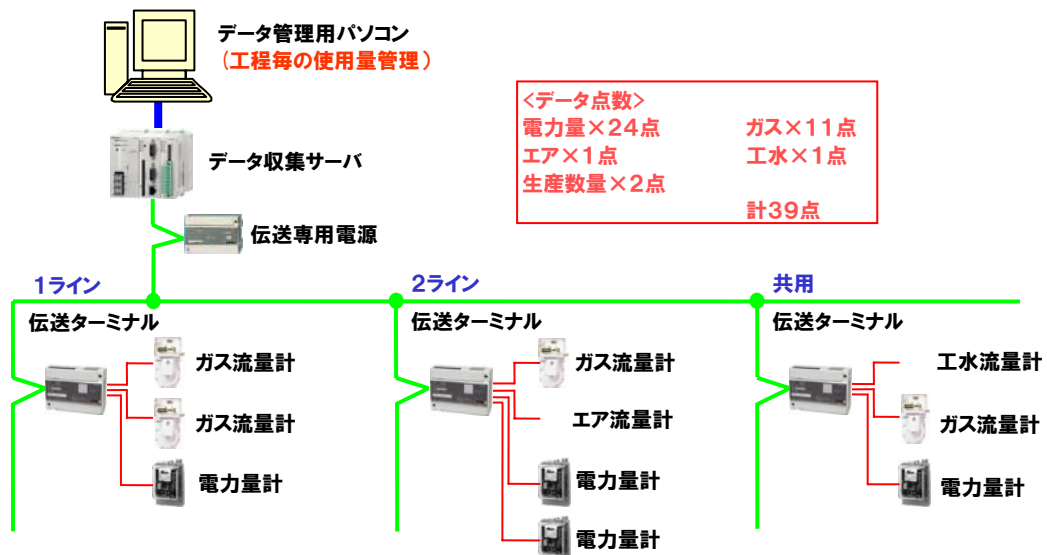 データ管理用パソコン
(工程毎の使用量管理)
<データ点数>
電力量×24点 ガス×11点
エア×1点 工水×1点
生産数量×2点
計39点
データ収集サーバ
伝送専用電源
1ライン
2ライン
共用
伝送ターミナル
伝送ターミナル
伝送ターミナル
ガス流量計
ガス流量計
電力量計
ガス流量計
エア流量計
電力量計
電力量計
工水流量計
ガス流量計
電力量計